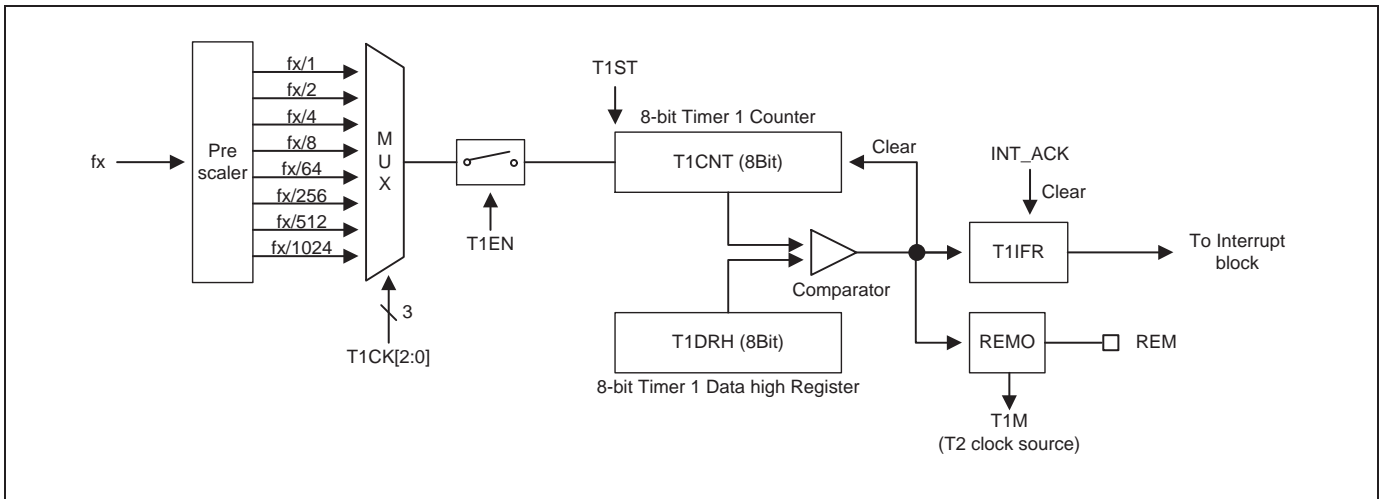 fx
Pre
scaler
fx/1
fx/2
fx/4
fx/8
fx/64
fx/256
fx/512
fx/1024
M
U
X
3
T1CK[2:0]
T1EN
T1ST
8-bit Timer 1 Counter
T1CNT (8Bit)
Clear
Comparator
T1DRH (8Bit)
8-bit Timer 1 Data high Register
INT_ACK
Clear
T1IFR
To Interrupt
block
REMO
REM
T1M
(T2 clock source)